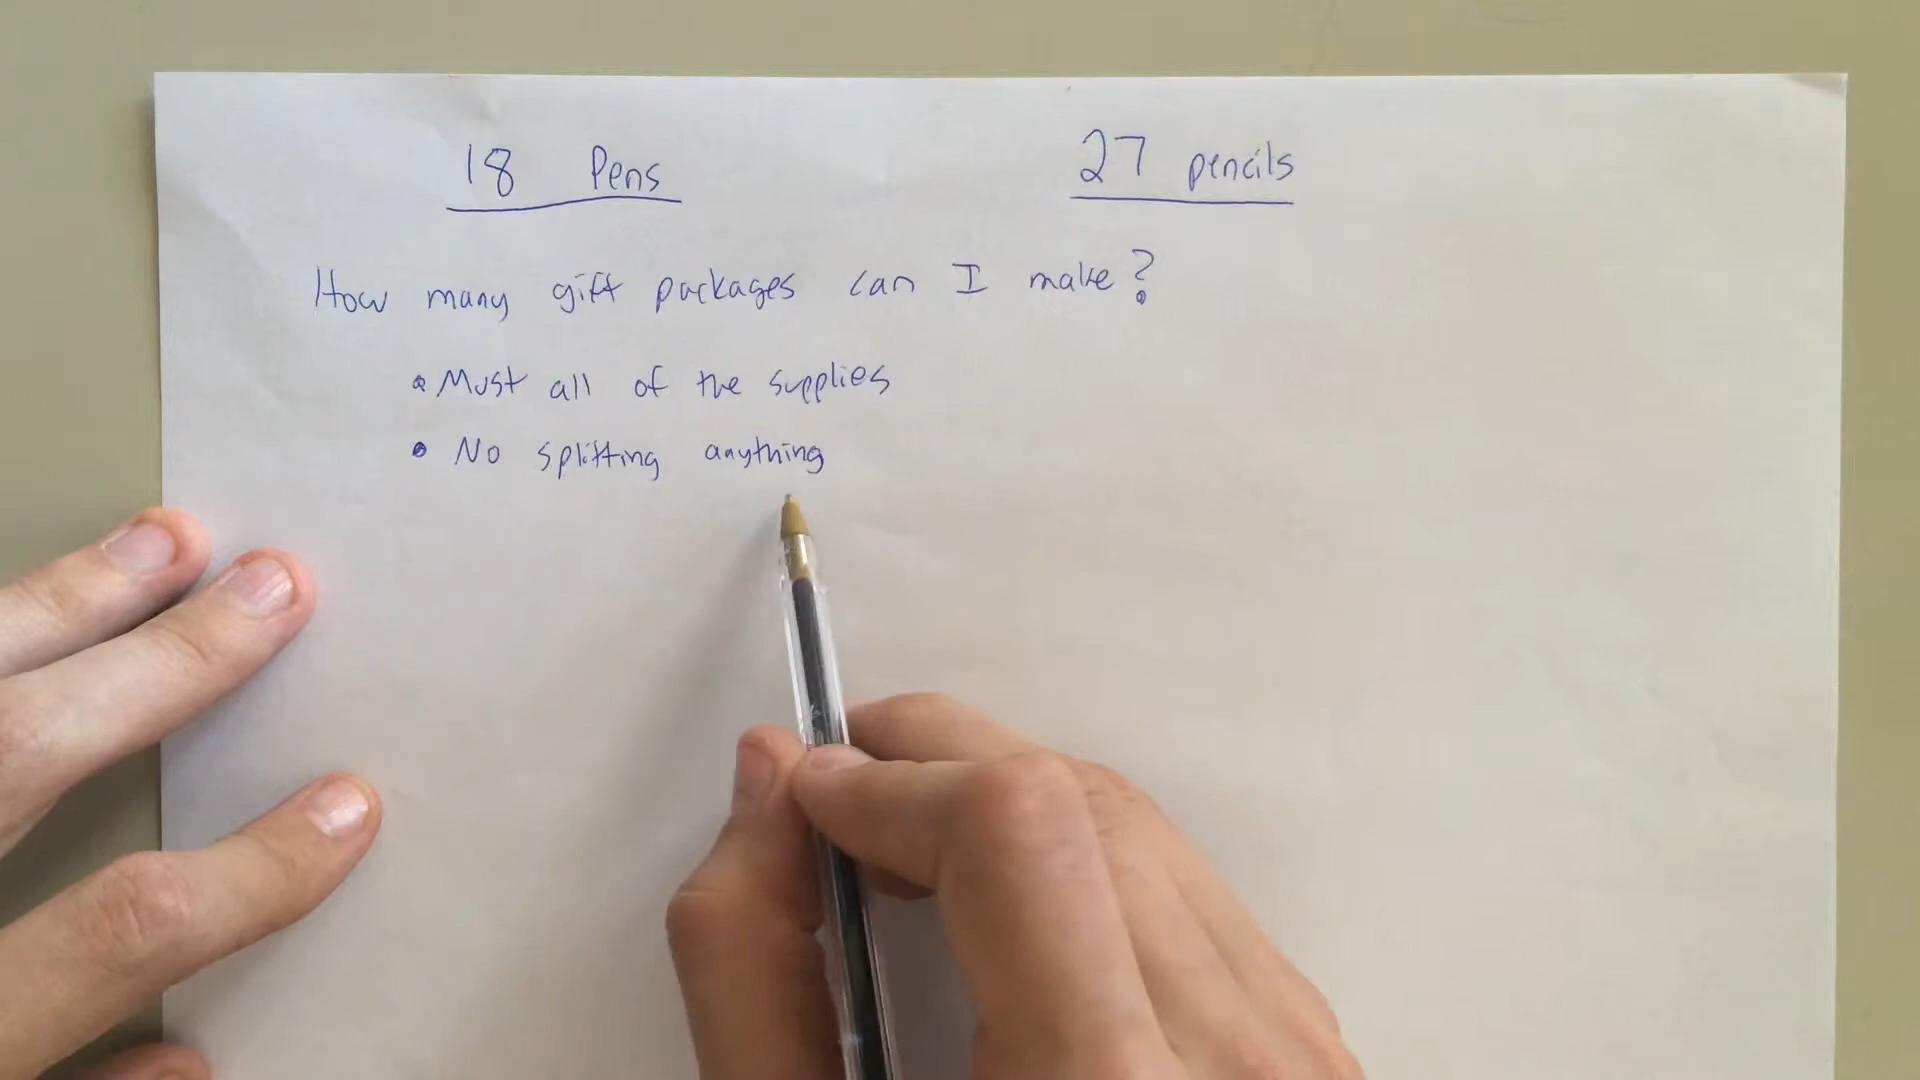 18 Pens 27 pencils
How many gift packages can I make?
• Must all of the supplies
• No splitting anything